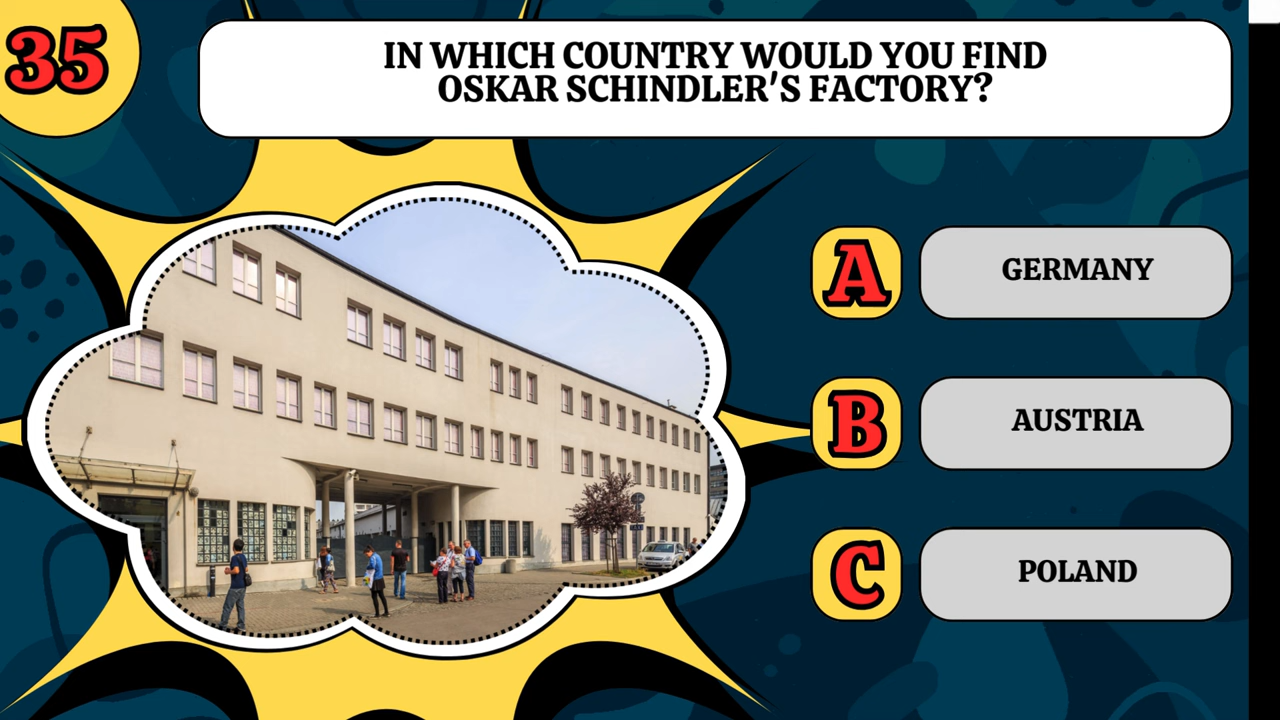 35
IN WHICH COUNTRY WOULD YOU FIND
OSKAR SCHINDLER'S FACTORY?
A GERMANY
B AUSTRIA
C POLAND